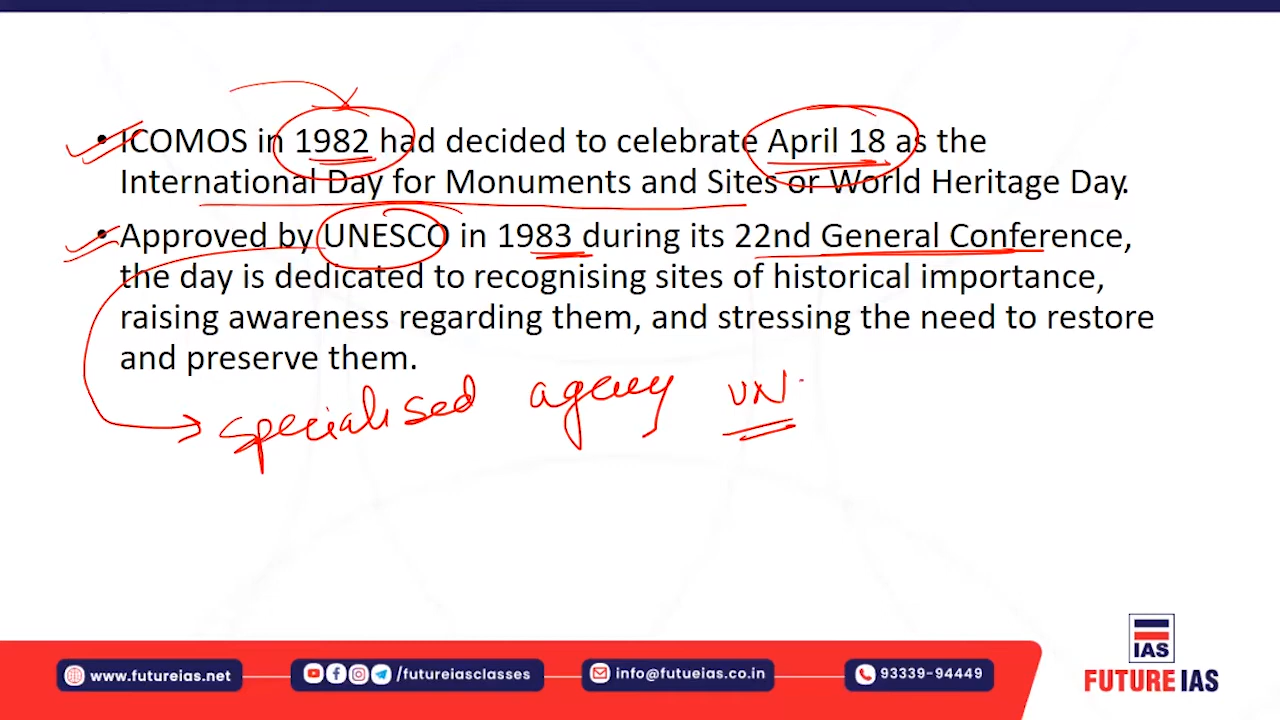 • ICOMOS in 1982 had decided to celebrate April 18 as the
International Day for Monuments and Sites or World Heritage Day.
• Approved by UNESCO in 1983 during its 22nd General Conference,
the day is dedicated to recognising sites of historical importance,
raising awareness regarding them, and stressing the need to restore
and preserve them.
specialised agency UN
IAS
FUTURE IAS
www.futureias.net
/futureiasclasses
info@futueias.co.in
93339-94449